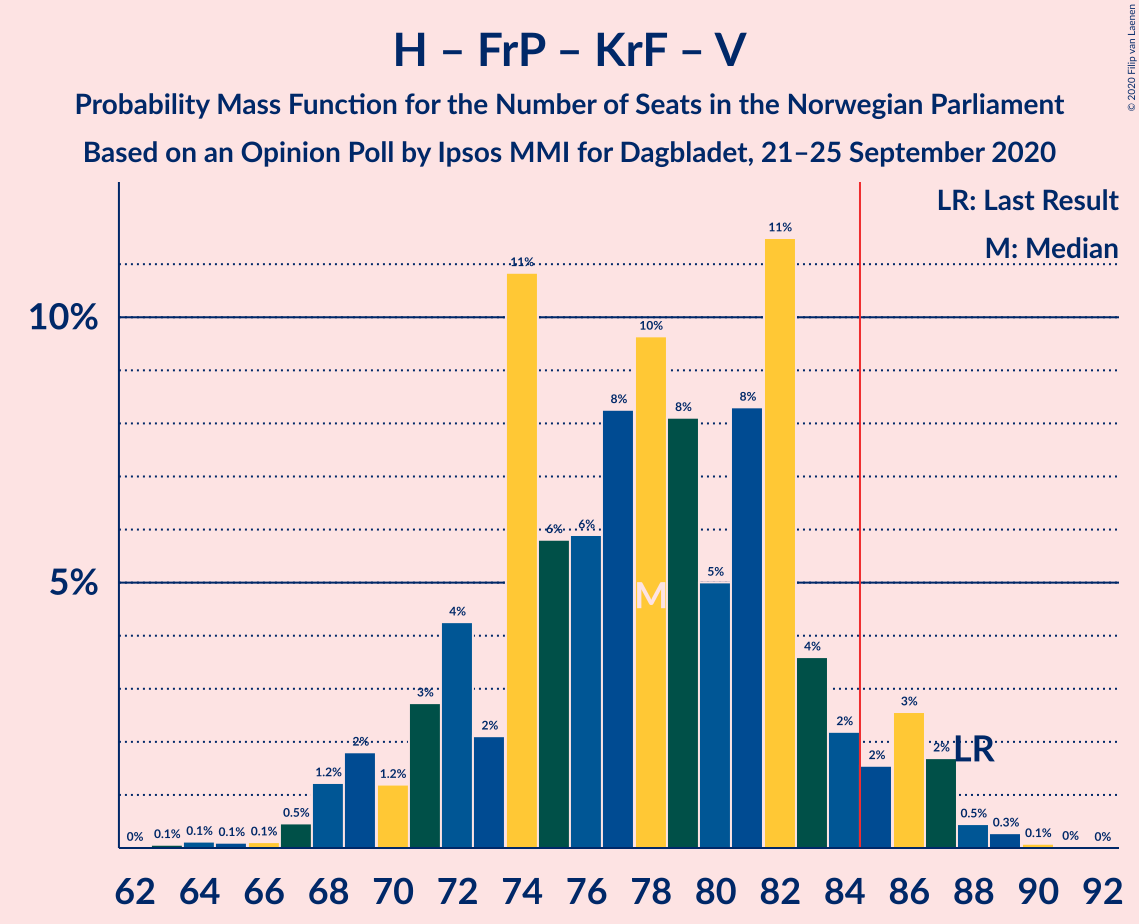 H – FrP – KrF – V
Probability Mass Function for the Number of Seats in the Norwegian Parliament
Based on an Opinion Poll by Ipsos MMI for Dagbladet, 21–25 September 2020
© 2020 Filip van Laenen
LR: Last Result
M: Median
10%
5%
0% 0.1% 0.1% 0.1% 0.1% 0.5% 1.2% 2% 1.2% 3% 4% 2% 11% 6% 6% 8% 10% 8% 5% 8% 11% 4% 2% 2% 3% 2% 0.5% 0.3% 0.1% 0% 0%
M
LR
62 64 66 68 70 72 74 76 78 80 82 84 86 88 90 92